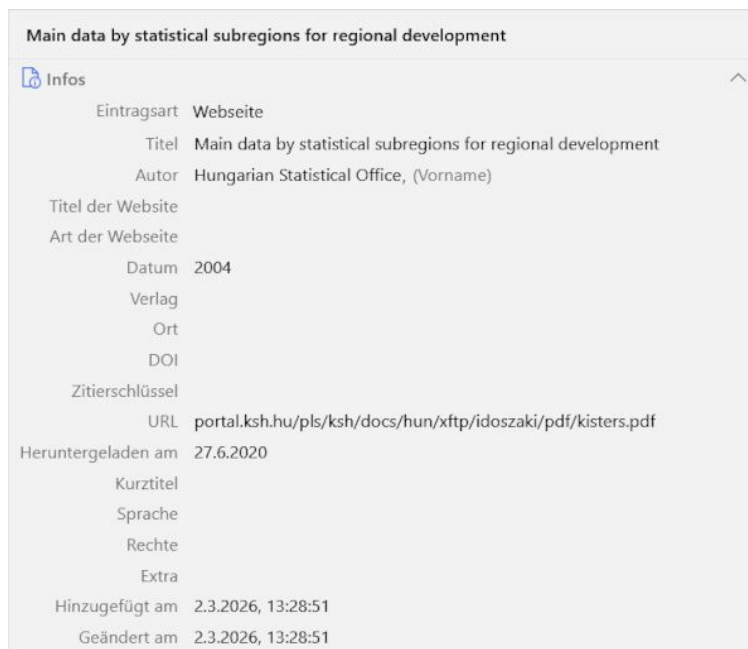 Main data by statistical subregions for regional development
Infos
Eintragsart Webseite
Titel Main data by statistical subregions for regional development
Autor Hungarian Statistical Office, (Vorname)
Titel der Website
Art der Webseite
Datum 2004
Verlag
Ort
DOI
Zitierschlüssel
URL portal.ksh.hu/pls/ksh/docs/hun/xftp/idoszaki/pdf/kisters.pdf
Heruntergeladen am 27.6.2020
Kurztitel
Sprache
Rechte
Extra
Hinzugefügt am 2.3.2026, 13:28:51
Geändert am 2.3.2026, 13:28:51